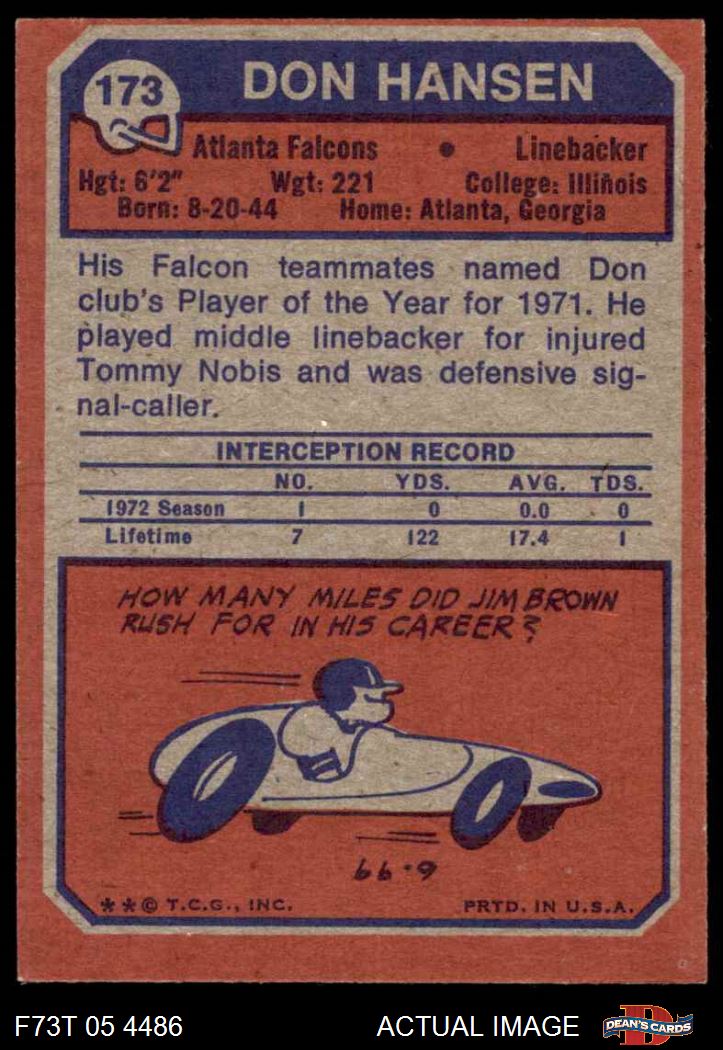 173
DON HANSEN
Atlanta Falcons • Linebacker
Hgt: 6'2" Wgt: 221 College: Illinois
Born: 8-20-44 Home: Atlanta, Georgia
His Falcon teammates named Don
club's Player of the Year for 1971. He
played middle linebacker for injured
Tommy Nobis and was defensive sig-
nal-caller.
INTERCEPTION RECORD
NO. YDS. AVG. TDS.
1972 Season 1 0 0.0 0
Lifetime 7 122 17.4 1
HOW MANY MILES DID JIM BROWN
RUSH FOR IN HIS CAREER?
6·99
**© T.C.G., INC. PRTD. IN U.S.A.
F73T 05 4486 ACTUAL IMAGE
D
DEAN'S CARDS